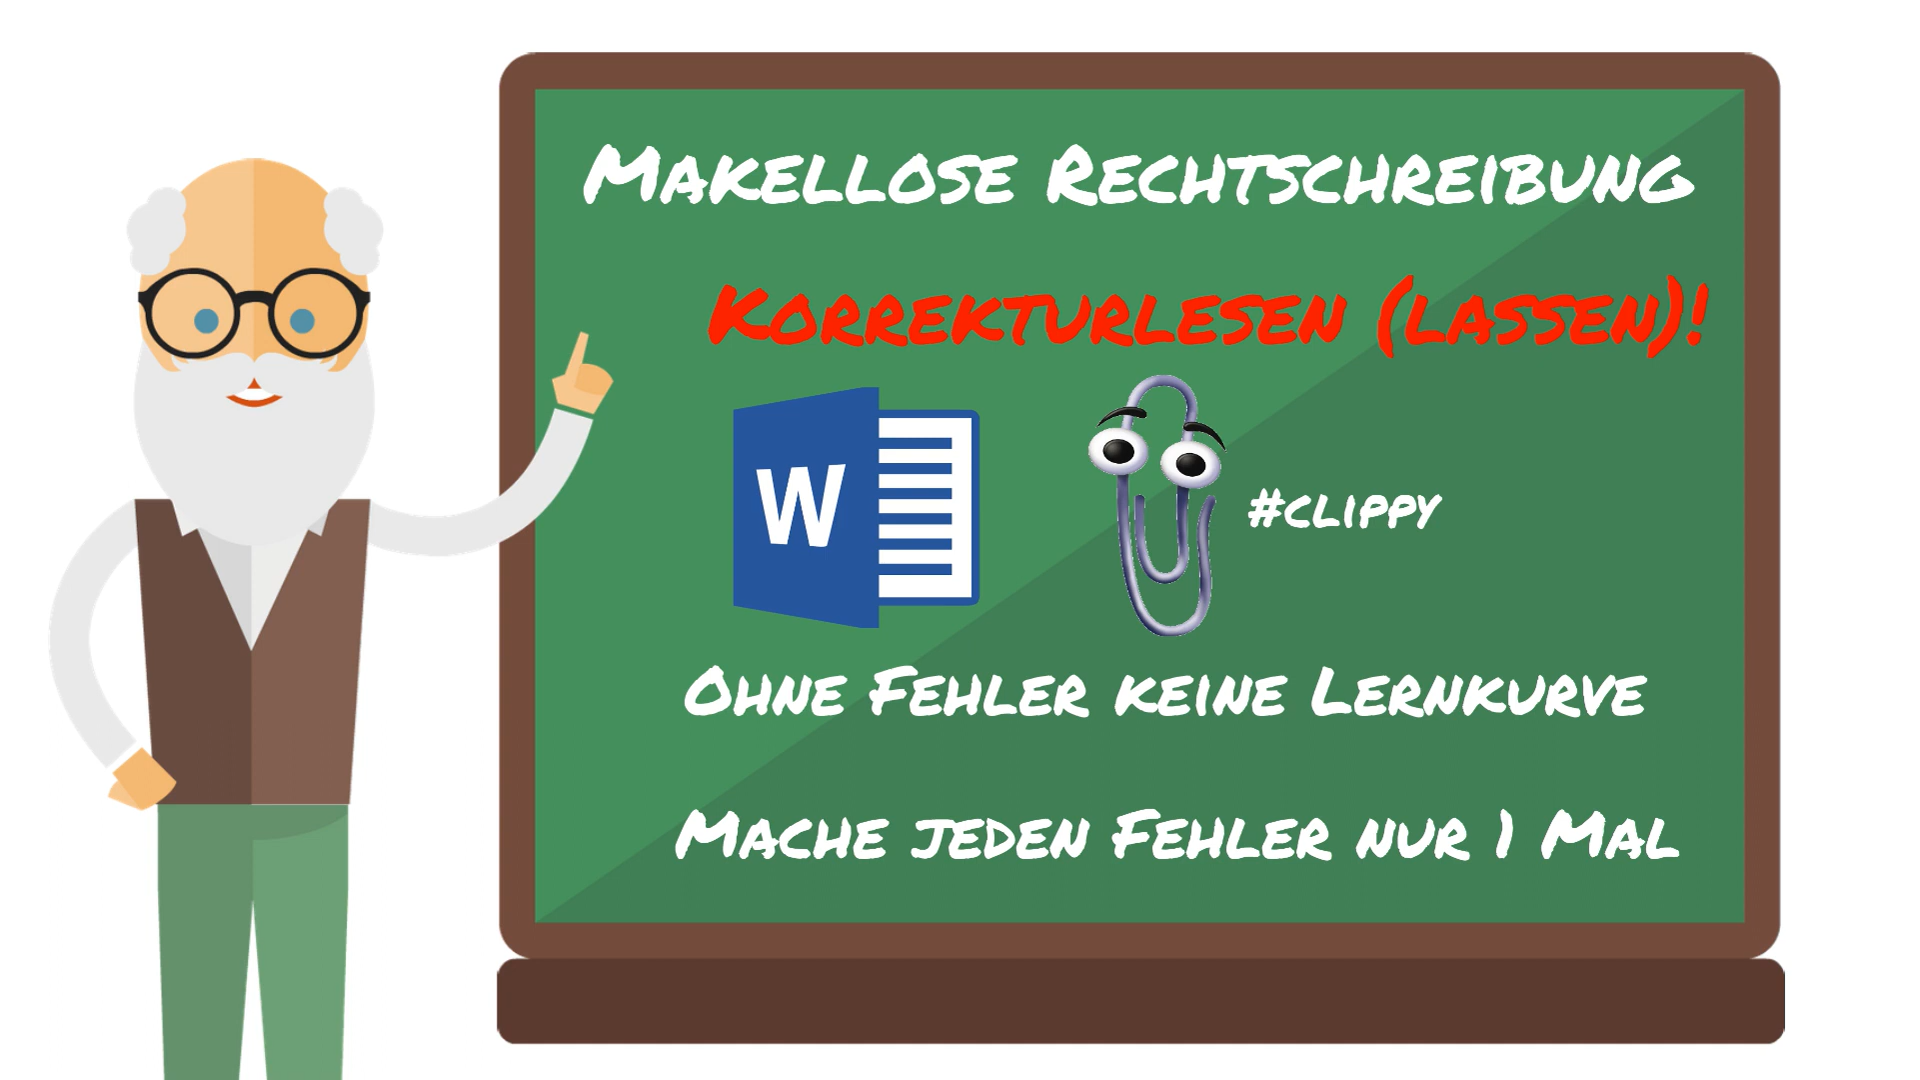 Makellose Rechtschreibung
Korrekturlesen (lassen)!
W
#clippy
Ohne Fehler keine Lernkurve
Mache jeden Fehler nur 1 Mal